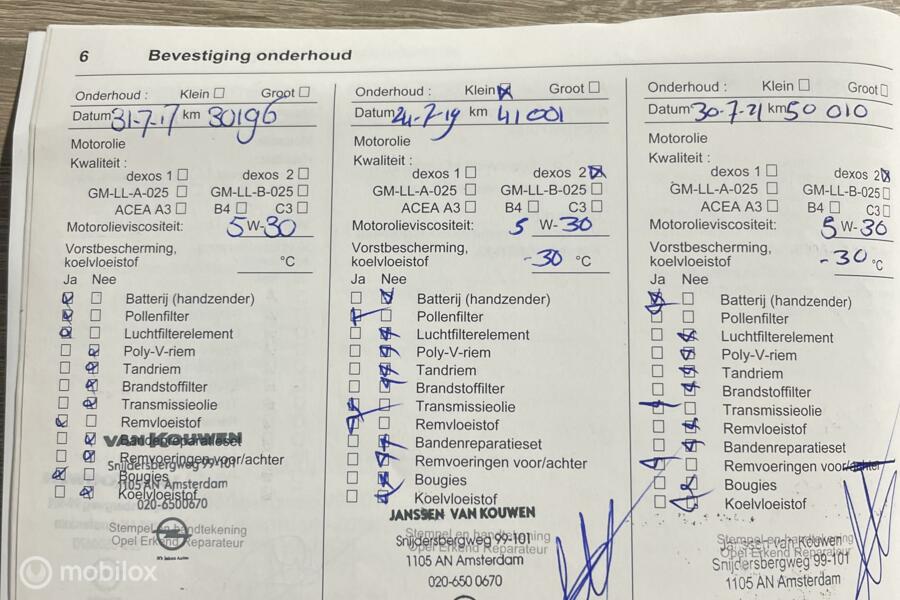 6 Bevestiging onderhoud
Onderhoud : Klein Groot
Datum 31-7-17 km 30196
Motorolie
Kwaliteit :
dexos 1 dexos 2
GM-LL-A-025 GM-LL-B-025
ACEA A3 B4 C3
Motorolieviscositeit: 5 W-30
Vorstbescherming,
koelvloeistof °C
Ja Nee
Batterij (handzender)
Pollenfilter
Luchtfilterelement
Poly-V-riem
Tandriem
Brandstoffilter
Transmissieolie
Remvloeistof
Bandenreparatieset
VAN KOUWEN
Remvoeringen voor/achter
Snijdersbergweg 99-101
Bougies
1105 AN Amsterdam
Koelvloeistof
020-6500670
Stempel en handtekening
Opel Erkend Reparateur
Onderhoud : Klein Groot
Datum 24-7-19 km 41001
Motorolie
Kwaliteit :
dexos 1 dexos 2
GM-LL-A-025 GM-LL-B-025
ACEA A3 B4 C3
Motorolieviscositeit: 5 W-30
Vorstbescherming,
koelvloeistof -30 °C
Ja Nee
Batterij (handzender)
Pollenfilter
Luchtfilterelement
Poly-V-riem
Tandriem
Brandstoffilter
Transmissieolie
Remvloeistof
Bandenreparatieset
Remvoeringen voor/achter
Bougies
Koelvloeistof
JANSSEN VAN KOUWEN
Stempel en handtekening
Snijdersbergweg 99-101
Opel Erkend Reparateur
1105 AN Amsterdam
020-650 0670
Onderhoud : Klein Groot
Datum 30-7-21 km 50 010
Motorolie
Kwaliteit :
dexos 1 dexos 2
GM-LL-A-025 GM-LL-B-025
ACEA A3 B4 C3
Motorolieviscositeit: 5 W-30
Vorstbescherming,
koelvloeistof -30 °C
Ja Nee
Batterij (handzender)
Pollenfilter
Luchtfilterelement
Poly-V-riem
Tandriem
Brandstoffilter
Transmissieolie
Remvloeistof
Bandenreparatieset
Remvoeringen voor/achter
Bougies
Koelvloeistof
Stempel en handtekening
van Kouwen
Opel Erkend Reparateur
Snijdersbergweg 99-101
1105 AN Amsterdam
mobilox